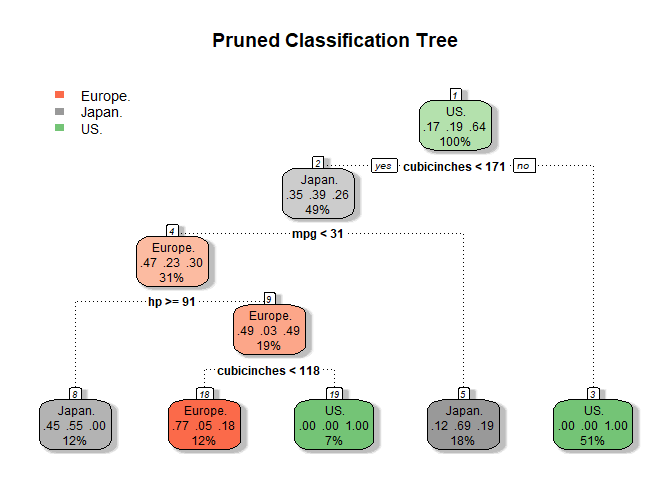 Pruned Classification Tree
Europe.
Japan.
US.
1
US.
.17 .19 .64
100%
yes cubicinches < 171 no
2
Japan.
.35 .39 .26
49%
mpg < 31
4
Europe.
.47 .23 .30
31%
hp >= 91
9
Europe.
.49 .03 .49
19%
cubicinches < 118
8
Japan.
.45 .55 .00
12%
18
Europe.
.77 .05 .18
12%
19
US.
.00 .00 1.00
7%
5
Japan.
.12 .69 .19
18%
3
US.
.00 .00 1.00
51%